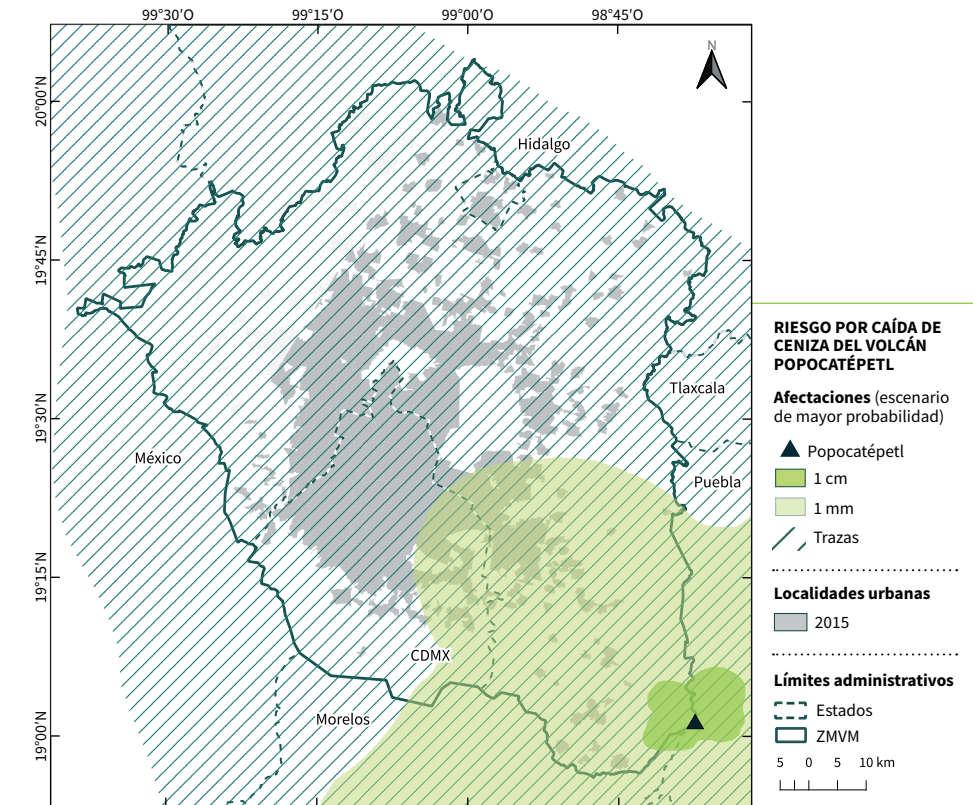 99°30'O 99°15'O 99°00'O 98°45'O
N
20°00'N
Hidalgo
19°45'N
Tlaxcala
19°30'N
México
Puebla
19°15'N
CDMX
Morelos
19°00'N
RIESGO POR CAÍDA DE
CENIZA DEL VOLCÁN
POPOCATÉPETL
Afectaciones (escenario
de mayor probabilidad)
Popocatépetl
1 cm
1 mm
Trazas
Localidades urbanas
2015
Límites administrativos
Estados
ZMVM
5 0 5 10 km